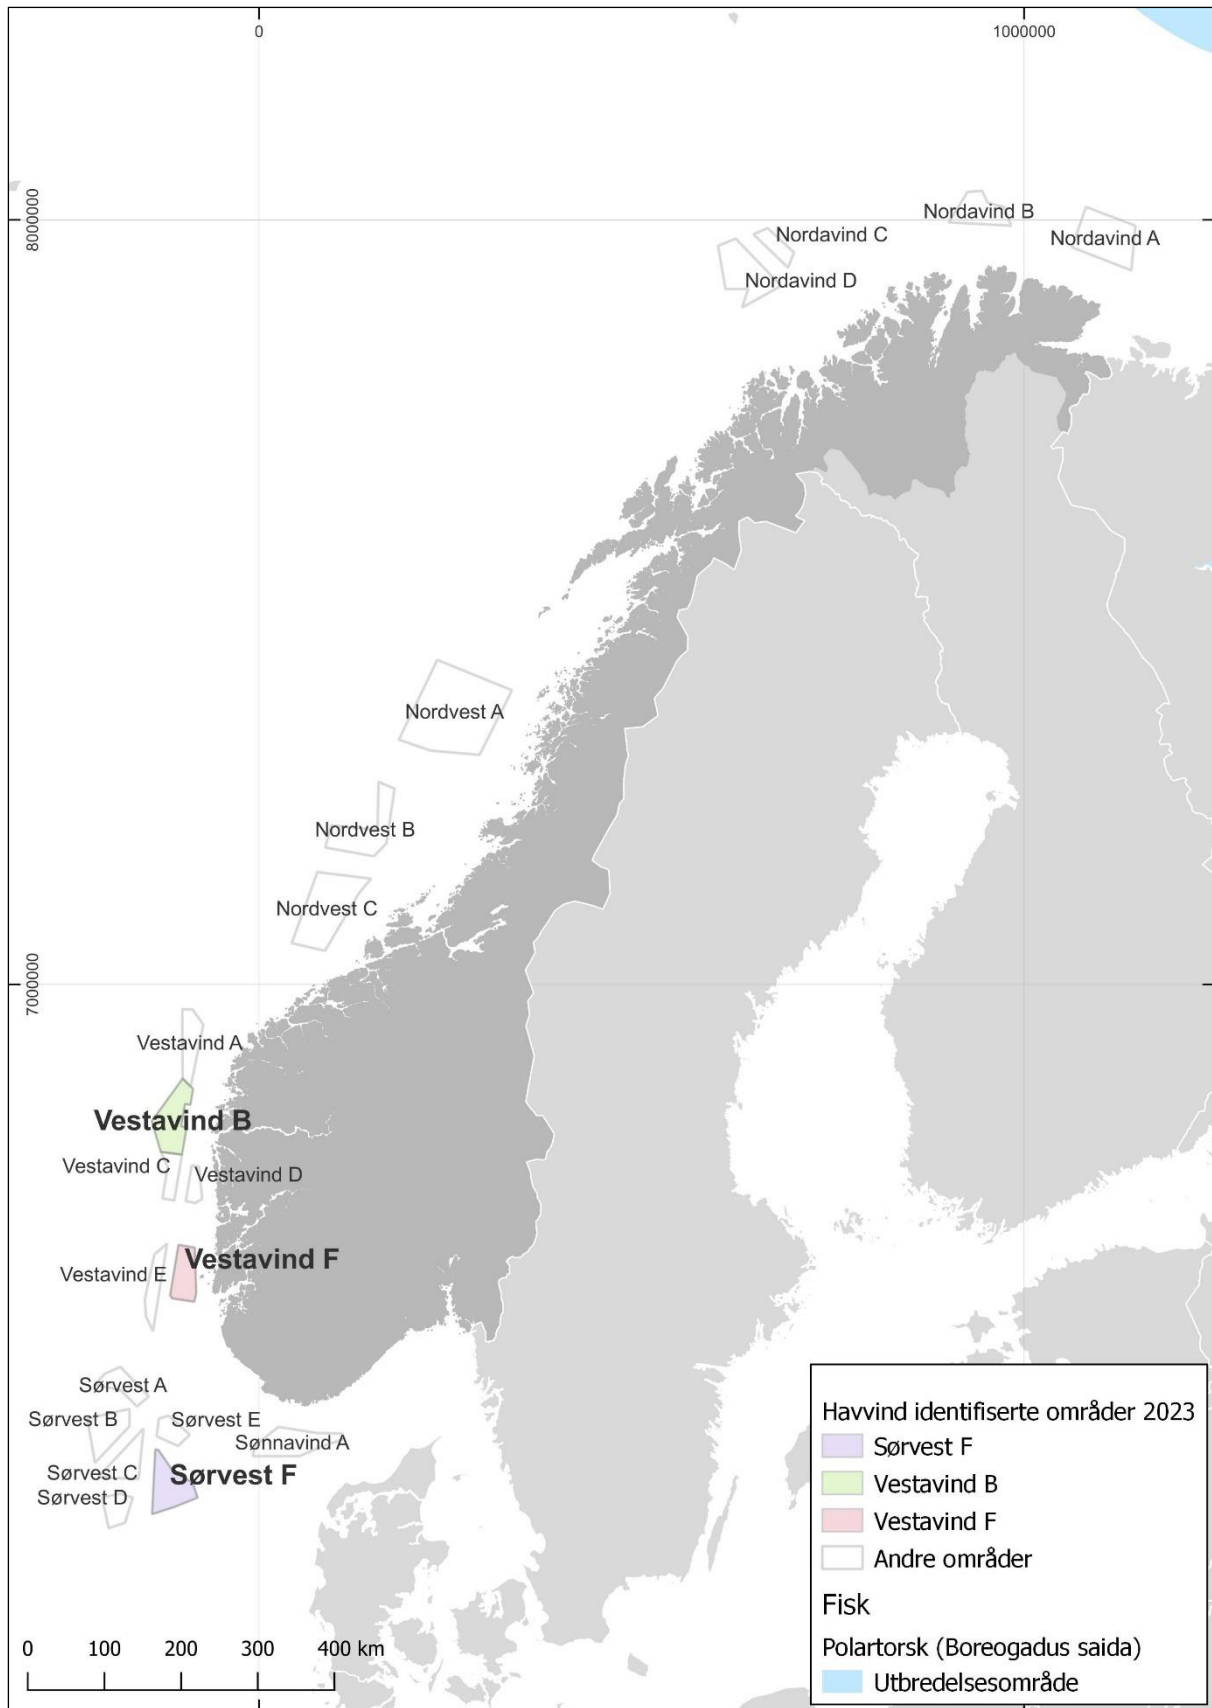 0
1000000
8000000
Nordavind B
Nordavind C
Nordavind A
Nordavind D
Nordvest A
Nordvest B
Nordvest C
7000000
Vestavind A
Vestavind B
Vestavind C
Vestavind D
Vestavind F
Vestavind E
Sørvest A
Sørvest B
Sørvest E
Sønnavind A
Sørvest C
Sørvest F
Sørvest D
0 100 200 300 400 km
Havvind identifiserte områder 2023
Sørvest F
Vestavind B
Vestavind F
Andre områder
Fisk
Polartorsk (Boreogadus saida)
Utbredelsesområde